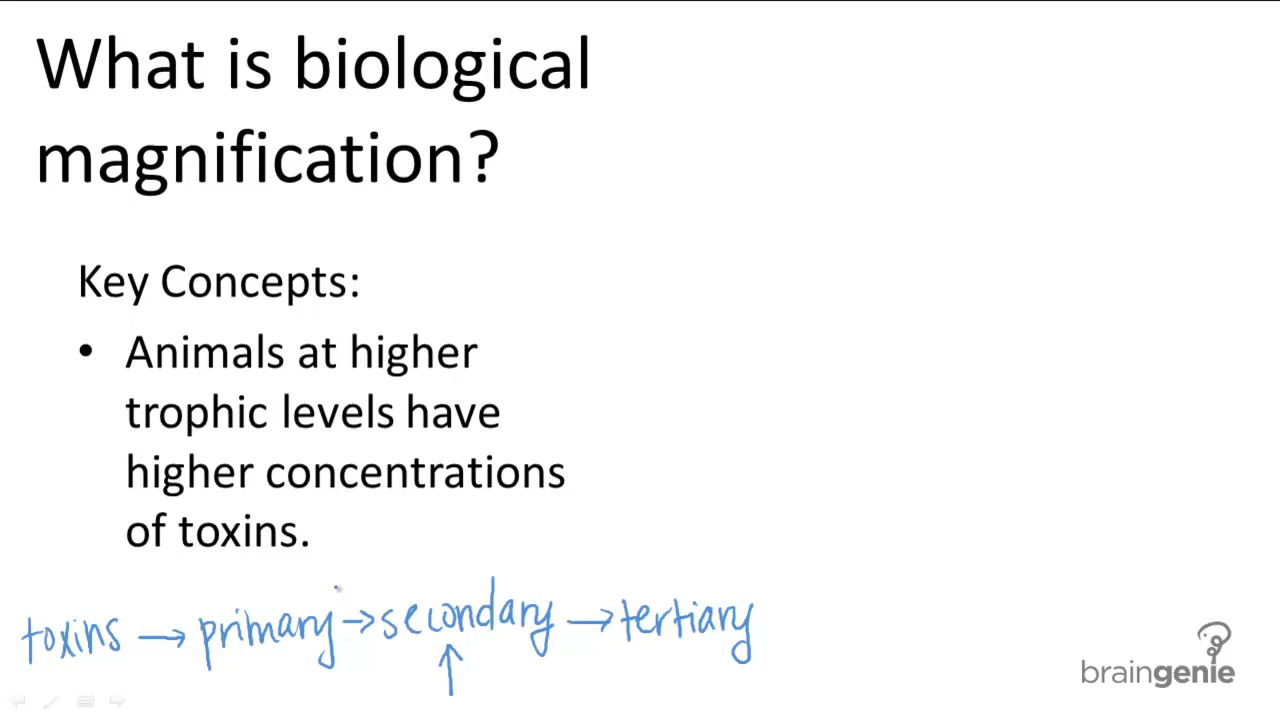 What is biological
magnification?
Key Concepts:
• Animals at higher
trophic levels have
higher concentrations
of toxins.
toxins → primary → secondary → tertiary
braingenie